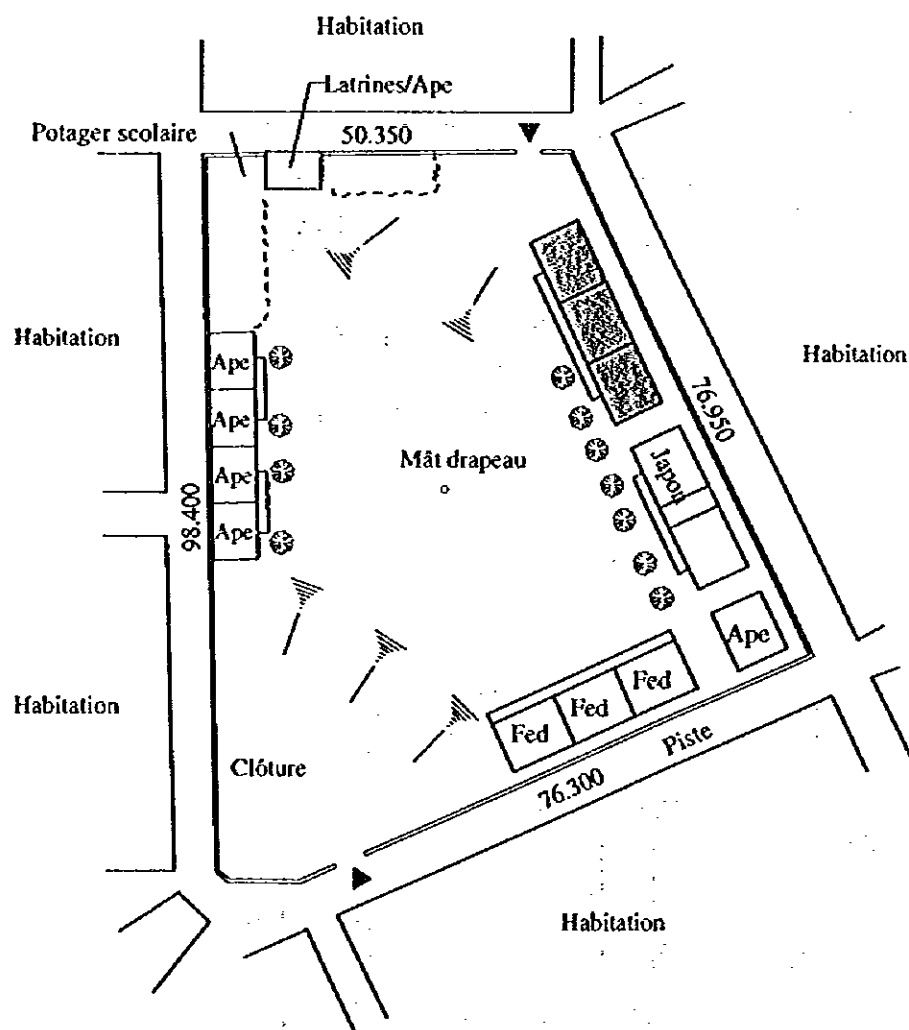 Habitation
Latrines/Ape
Potager scolaire
50.350
Habitation
Habitation
Ape
Ape
Ape
Ape
98.400
Mât drapeau
Japon
76.950
Ape
Fed
Fed
Fed
Habitation
Clôture
Piste
76.300
Habitation